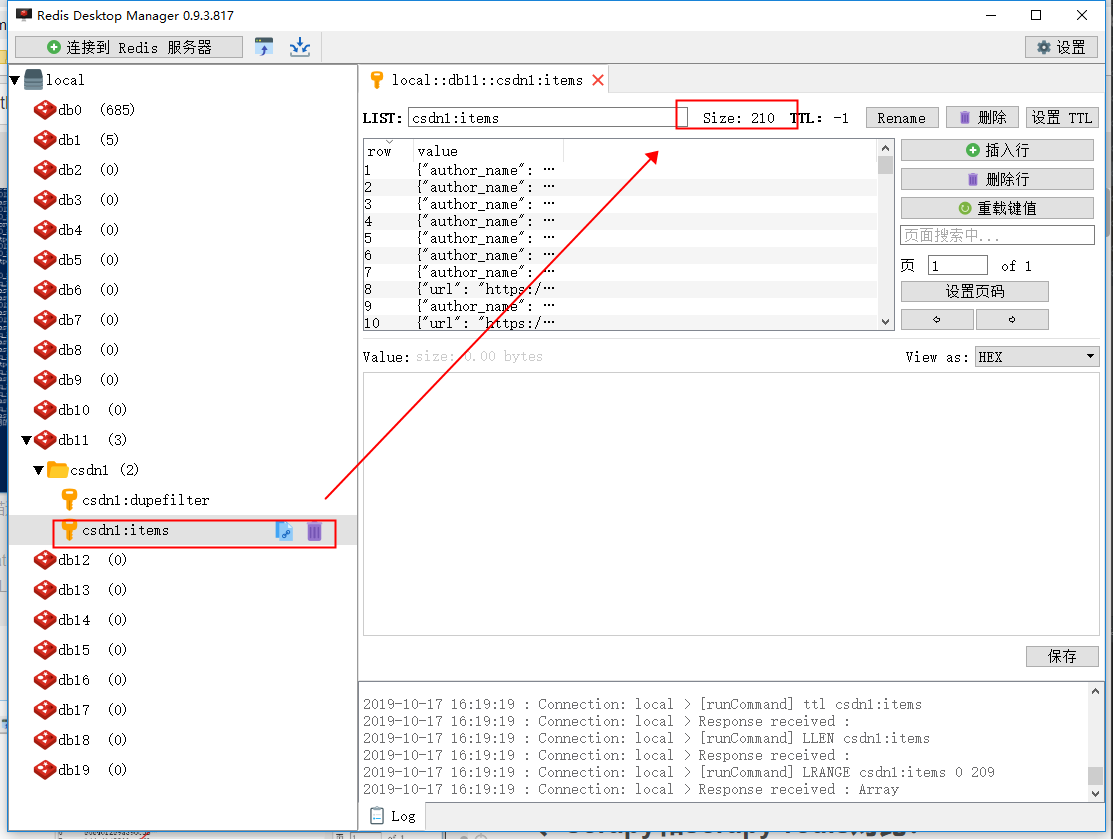 Redis Desktop Manager 0.9.3.817
连接到 Redis 服务器
设置
local
db0 (685)
db1 (5)
db2 (0)
db3 (0)
db4 (0)
db5 (0)
db6 (0)
db7 (0)
db8 (0)
db9 (0)
db10 (0)
db11 (3)
csdn1 (2)
csdn1:dupefilter
csdn1:items
db12 (0)
db13 (0)
db14 (0)
db15 (0)
db16 (0)
db17 (0)
db18 (0)
db19 (0)
local::db11::csdn1:items
LIST: csdn1:items Size: 210 TTL: -1 Rename 删除 设置 TTL
row value
1 {"author_name": …
2 {"author_name": …
3 {"author_name": …
4 {"author_name": …
5 {"author_name": …
6 {"author_name": …
7 {"author_name": …
8 {"url": "https:/…
9 {"author_name": …
10 {"url": "https:/…
插入行
删除行
重载键值
页面搜索中...
页 1 of 1
设置页码
Value: size: 0.00 bytes
View as: HEX
保存
2019-10-17 16:19:19 : Connection: local > [runCommand] ttl csdn1:items
2019-10-17 16:19:19 : Connection: local > Response received :
2019-10-17 16:19:19 : Connection: local > [runCommand] LLEN csdn1:items
2019-10-17 16:19:19 : Connection: local > Response received :
2019-10-17 16:19:19 : Connection: local > [runCommand] LRANGE csdn1:items 0 209
2019-10-17 16:19:19 : Connection: local > Response received : Array
Log